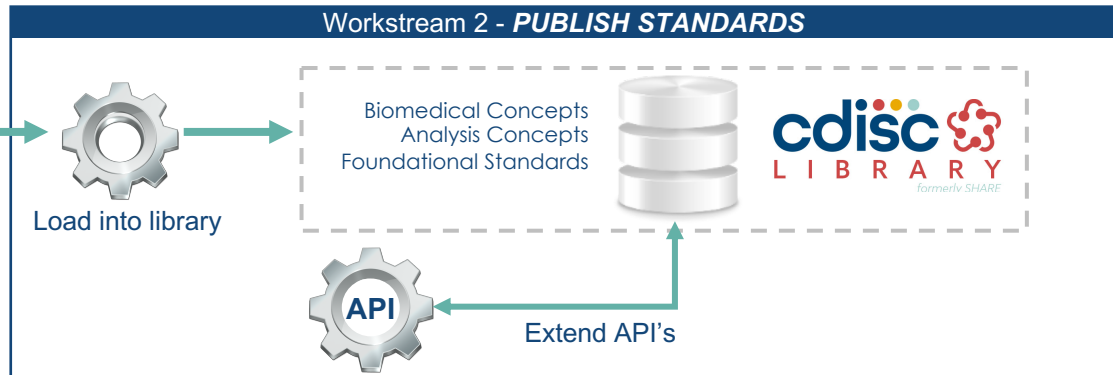 Workstream 2 - PUBLISH STANDARDS
Biomedical Concepts
Analysis Concepts
Foundational Standards
cdisc
LIBRARY
formerly SHARE
Load into library
API
Extend API's